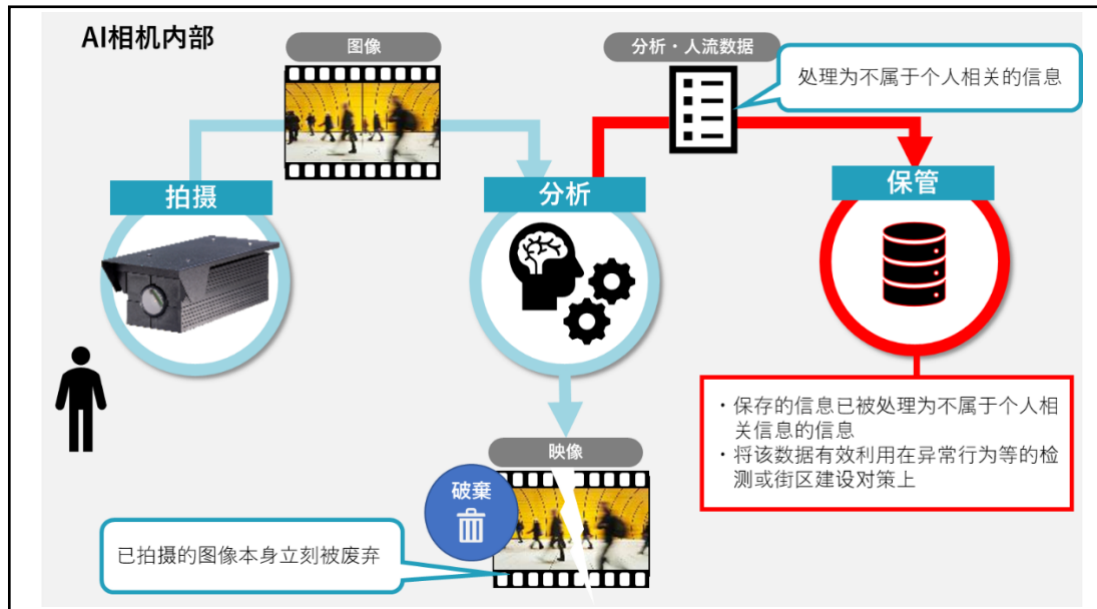 AI相机内部
图像
分析・人流数据
处理为不属于个人相关的信息
拍摄
分析
保管
・保存的信息已被处理为不属于个人相
关信息的信息
・将该数据有效利用在异常行为等的检
测或街区建设对策上
映像
破棄
已拍摄的图像本身立刻被废弃